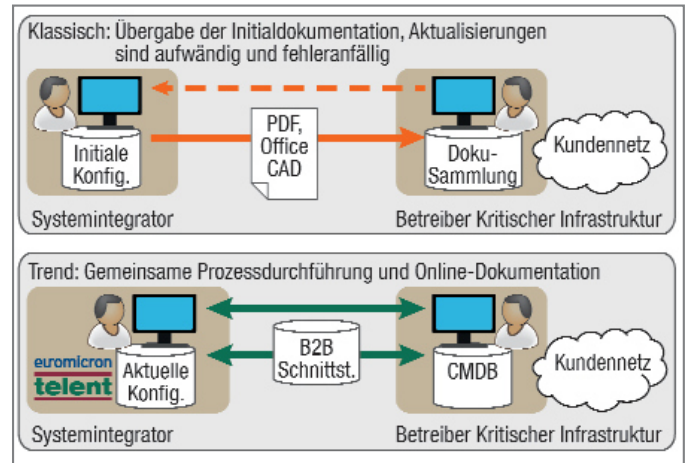 Klassisch: Übergabe der Initialdokumentation, Aktualisierungen
sind aufwändig und fehleranfällig
Initiale
Konfig.
PDF,
Office
CAD
Doku-
Sammlung
Kundennetz
Systemintegrator
Betreiber Kritischer Infrastruktur
Trend: Gemeinsame Prozessdurchführung und Online-Dokumentation
euromicron
telent
Aktuelle
Konfig.
B2B
Schnittst.
CMDB
Kundennetz
Systemintegrator
Betreiber Kritischer Infrastruktur